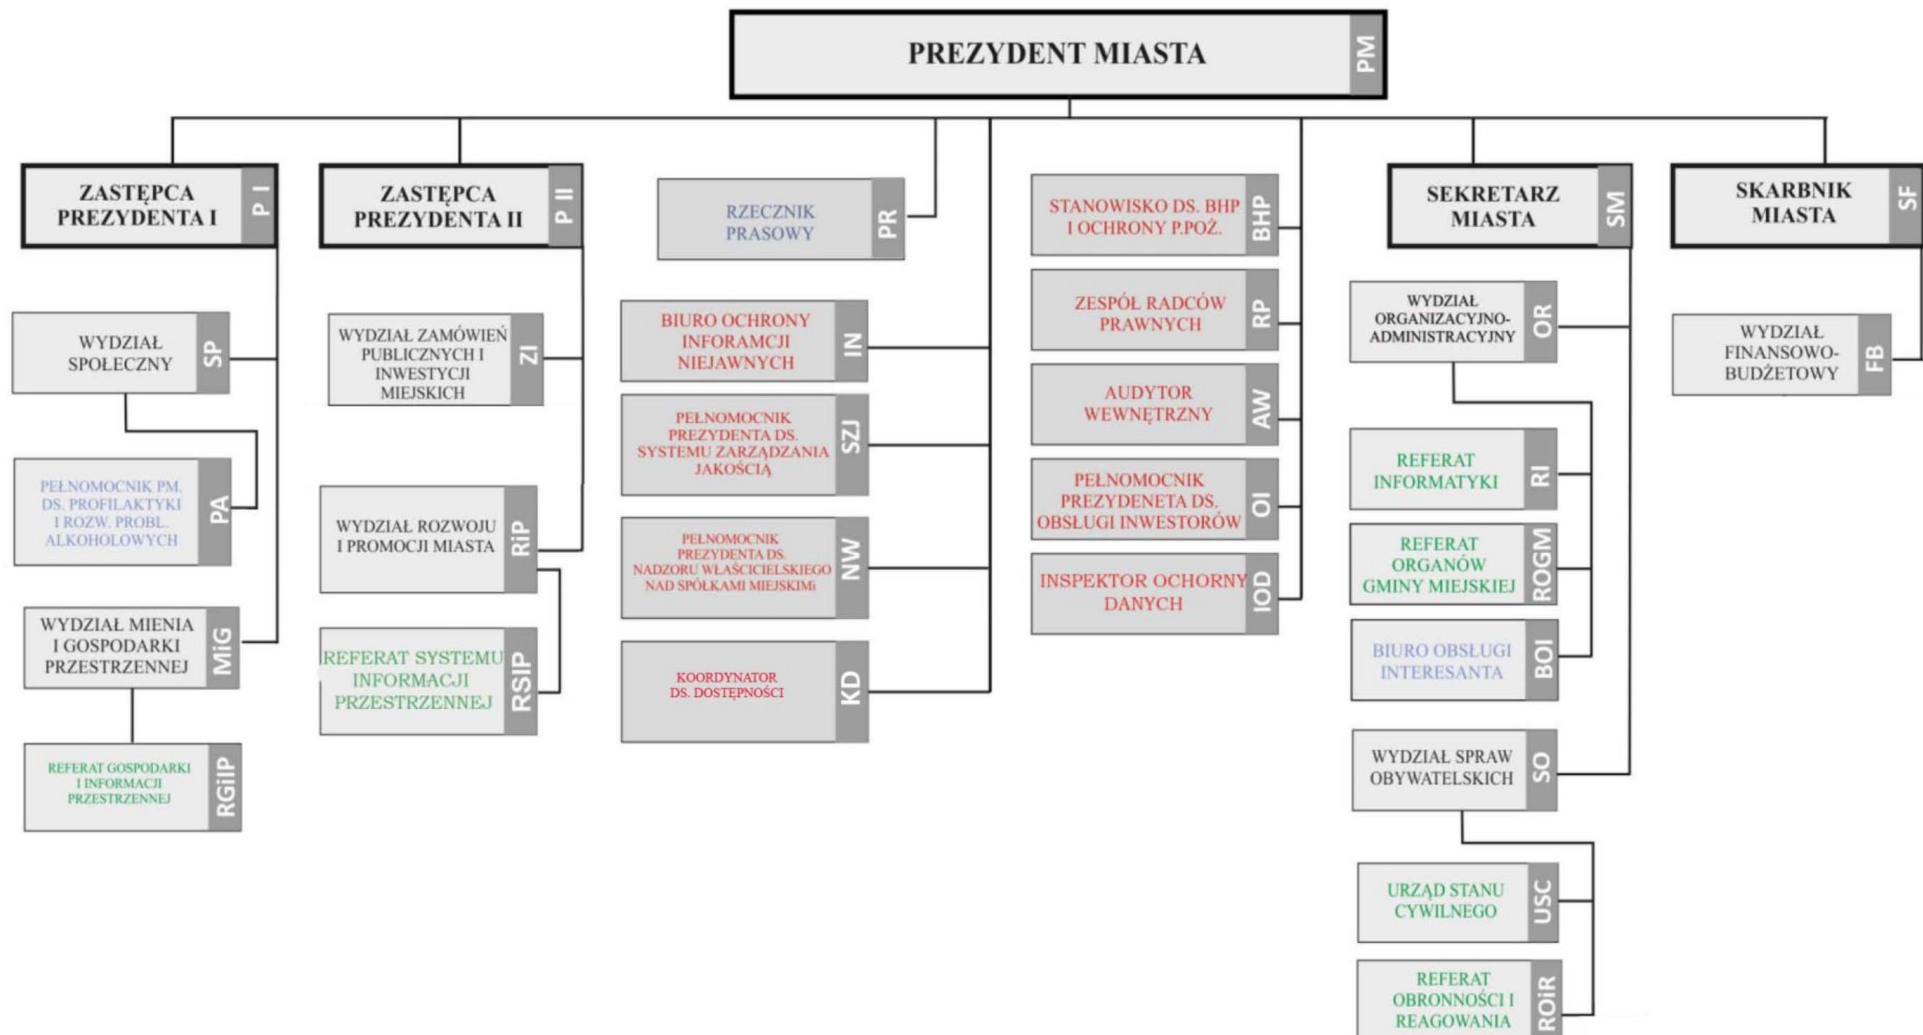 PREZYDENT MIASTA
PM
ZASTĘPCA
PREZYDENTA I
P I
ZASTĘPCA
PREZYDENTA II
P II
RZECZNIK
PRASOWY
PR
STANOWISKO DS. BHP
I OCHRONY P.POŻ.
BHP
SEKRETARZ
MIASTA
SM
SKARBNIK
MIASTA
SF
WYDZIAŁ
SPOŁECZNY
SP
PEŁNOMOCNIK PM.
DS. PROFILAKTYKI
I ROZW. PROBL.
ALKOHOLOWYCH
PA
WYDZIAŁ MIENIA
I GOSPODARKI
PRZESTRZENNEJ
MiG
REFERAT GOSPODARKI
I INFORMACJI
PRZESTRZENNEJ
RGiIP
WYDZIAŁ ZAMÓWIEŃ
PUBLICZNYCH I
INWESTYCJI
MIEJSKICH
ZI
WYDZIAŁ ROZWOJU
I PROMOCJI MIASTA
RiP
REFERAT SYSTEMU
INFORMACJI
PRZESTRZENNEJ
RSIP
BIURO OCHRONY
INFORAMCJI
NIEJAWNYCH
IN
PEŁNOMOCNIK
PREZYDENTA DS.
SYSTEMU ZARZĄDZANIA
JAKOŚCIĄ
SZJ
PEŁNOMOCNIK
PREZYDENTA DS.
NADZORU WŁAŚCICIELSKIEGO
NAD SPÓŁKAMI MIEJSKIMi
NW
KOORDYNATOR
DS. DOSTĘPNOŚCI
KD
ZESPÓŁ RADCÓW
PRAWNYCH
RP
AUDYTOR
WEWNĘTRZNY
AW
PEŁNOMOCNIK
PREZYDENETA DS.
OBSŁUGI INWESTORÓW
OI
INSPEKTOR OCHORNY
DANYCH
IOD
WYDZIAŁ
ORGANIZACYJNO-
ADMINISTRACYJNY
OR
REFERAT
INFORMATYKI
RI
REFERAT
ORGANÓW
GMINY MIEJSKIEJ
ROGM
BIURO OBSŁUGI
INTERESANTA
BOI
WYDZIAŁ SPRAW
OBYWATELSKICH
SO
URZĄD STANU
CYWILNEGO
USC
REFERAT
OBRONNOŚCI I
REAGOWANIA
ROiR
WYDZIAŁ
FINANSOWO-
BUDŻETOWY
FB